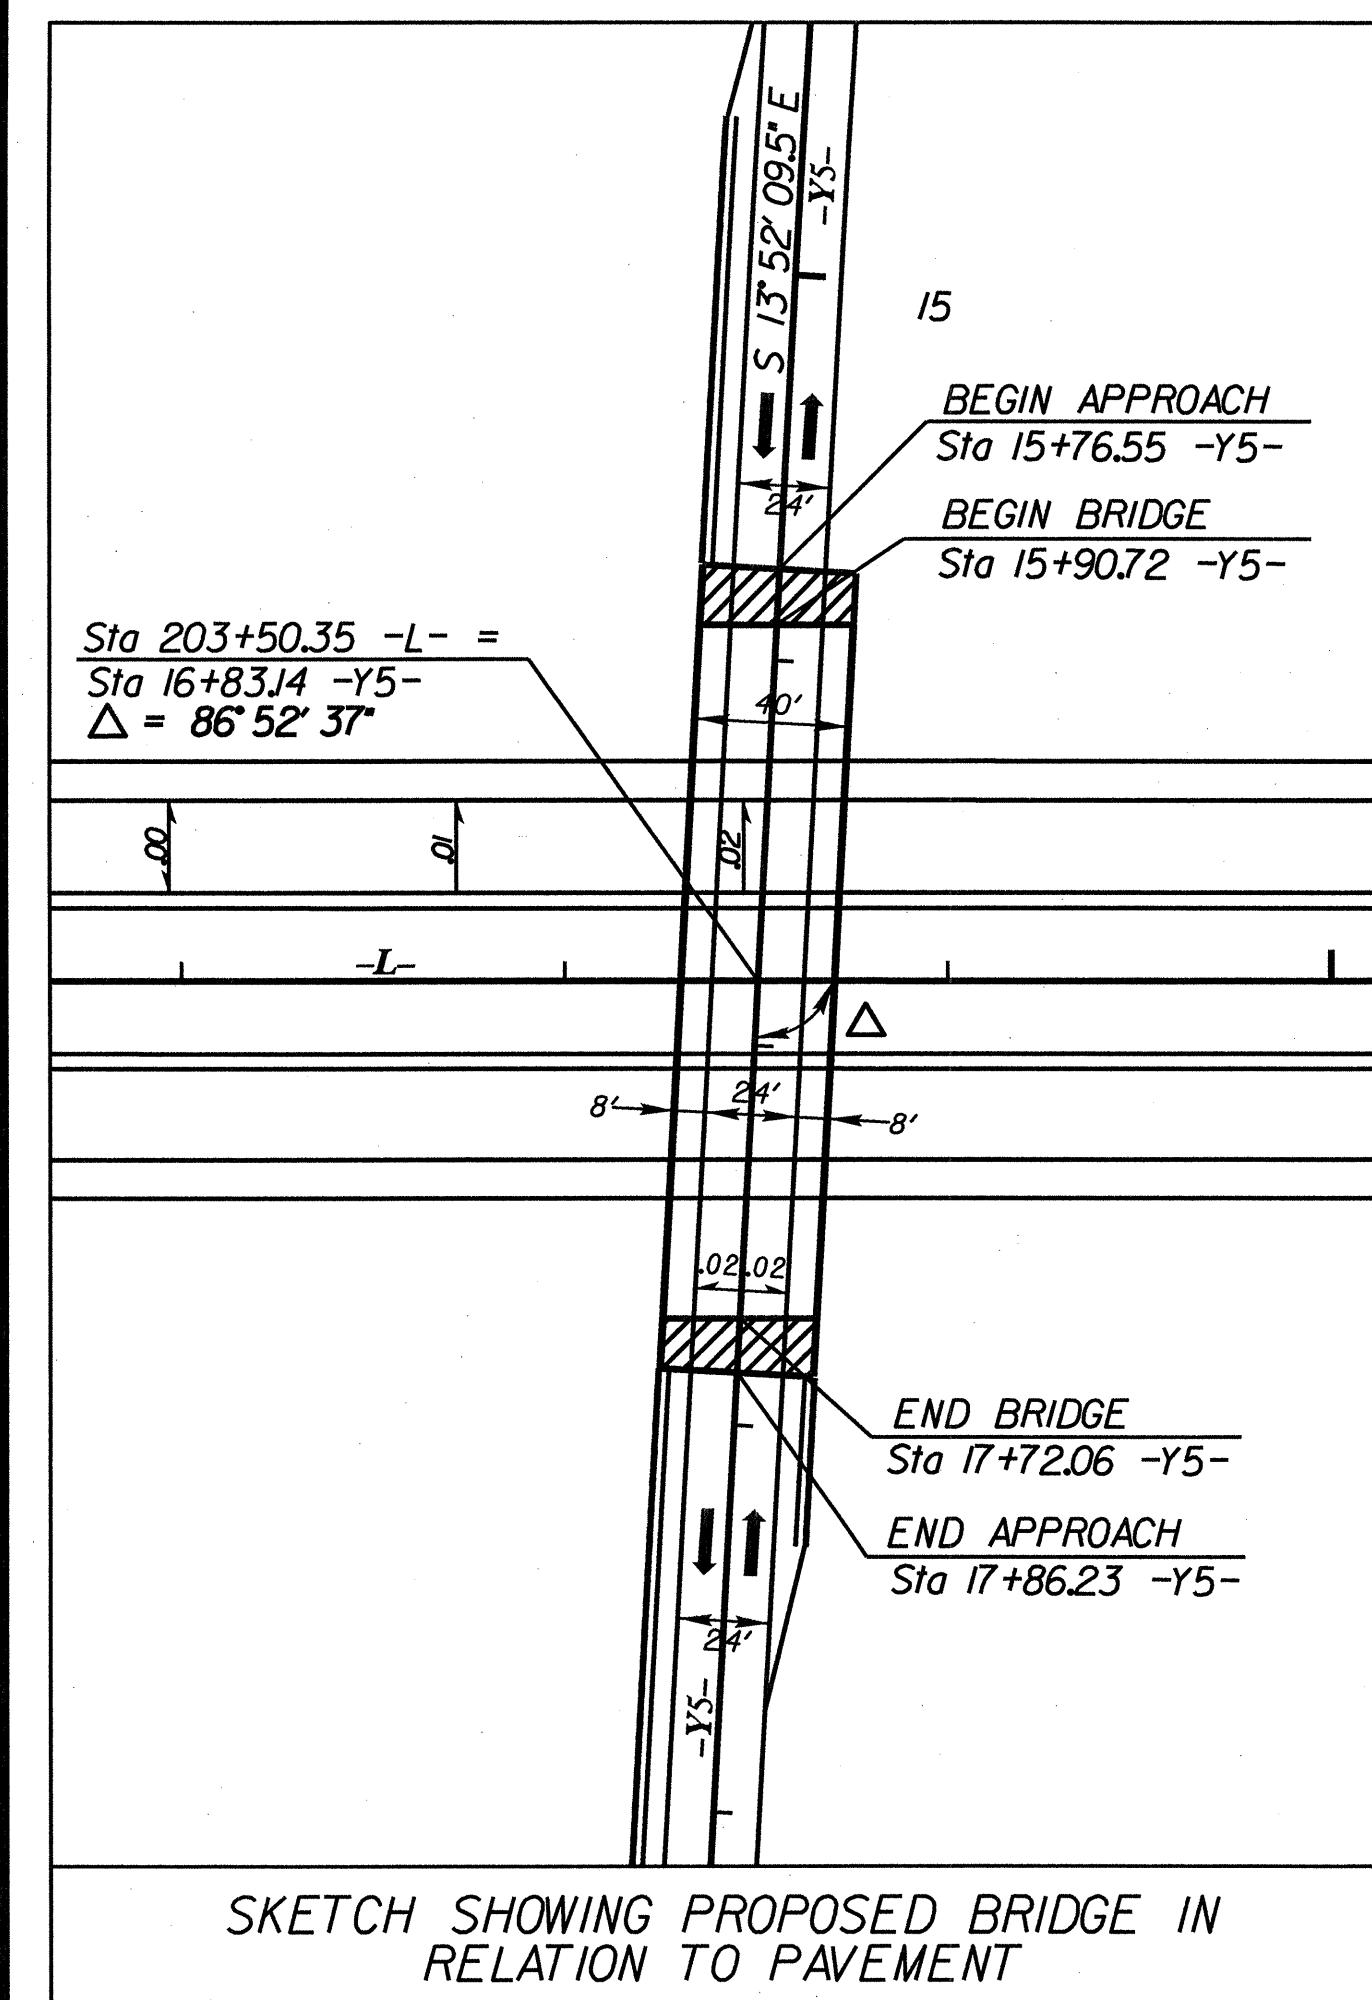 S 13° 52' 09.5" E
-Y5-
15
BEGIN APPROACH
Sta 15+76.55 -Y5-
24'
BEGIN BRIDGE
Sta 15+90.72 -Y5-
Sta 203+50.35 -L- =
Sta 16+83.14 -Y5-
△ = 86° 52' 37"
40'
.00
.01
.02
-L-
△
8'
24'
8'
.02
.02
END BRIDGE
Sta 17+72.06 -Y5-
END APPROACH
Sta 17+86.23 -Y5-
24'
-Y5-
SKETCH SHOWING PROPOSED BRIDGE IN
RELATION TO PAVEMENT